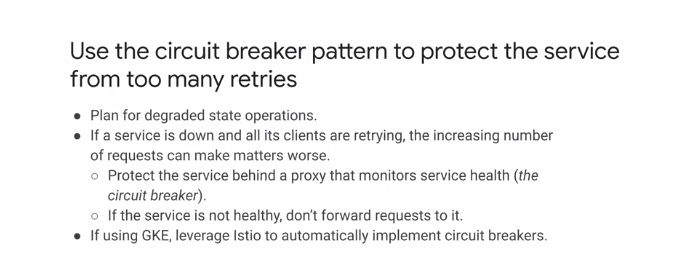 Use the circuit breaker pattern to protect the service
from too many retries
● Plan for degraded state operations.
● If a service is down and all its clients are retrying, the increasing number
of requests can make matters worse.
○ Protect the service behind a proxy that monitors service health (the
circuit breaker).
○ If the service is not healthy, don’t forward requests to it.
● If using GKE, leverage Istio to automatically implement circuit breakers.